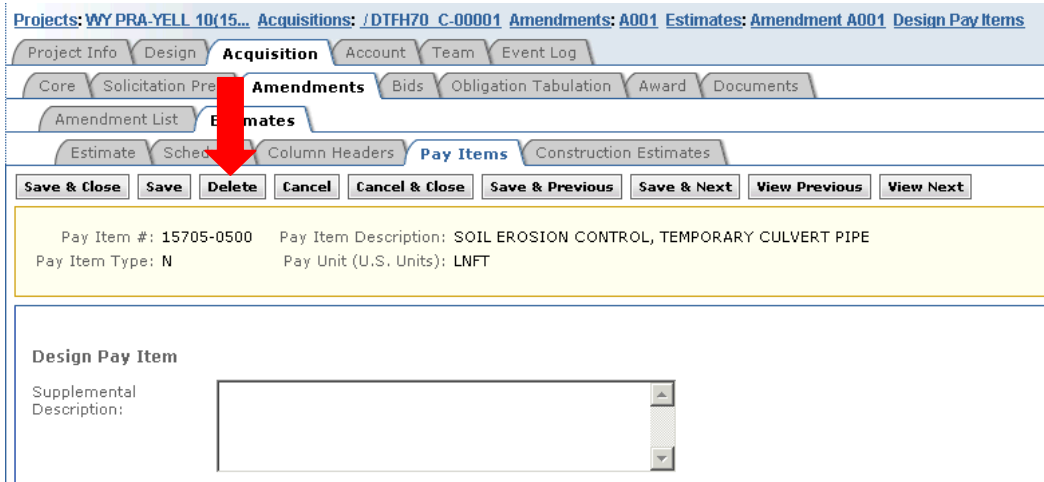 Projects: WY PRA-YELL 10(15... Acquisitions: / DTFH70 C-00001 Amendments: A001 Estimates: Amendment A001 Design Pay Items
Project Info Design Acquisition Account Team Event Log
Core Solicitation Pre Amendments Bids Obligation Tabulation Award Documents
Amendment List Estimates
Estimate Column Headers Pay Items Construction Estimates
Save & Close Save Delete Cancel Cancel & Close Save & Previous Save & Next View Previous View Next
Pay Item #: 15705-0500 Pay Item Description: SOIL EROSION CONTROL, TEMPORARY CULVERT PIPE
Pay Item Type: N Pay Unit (U.S. Units): LNFT
Design Pay Item
Supplemental
Description: